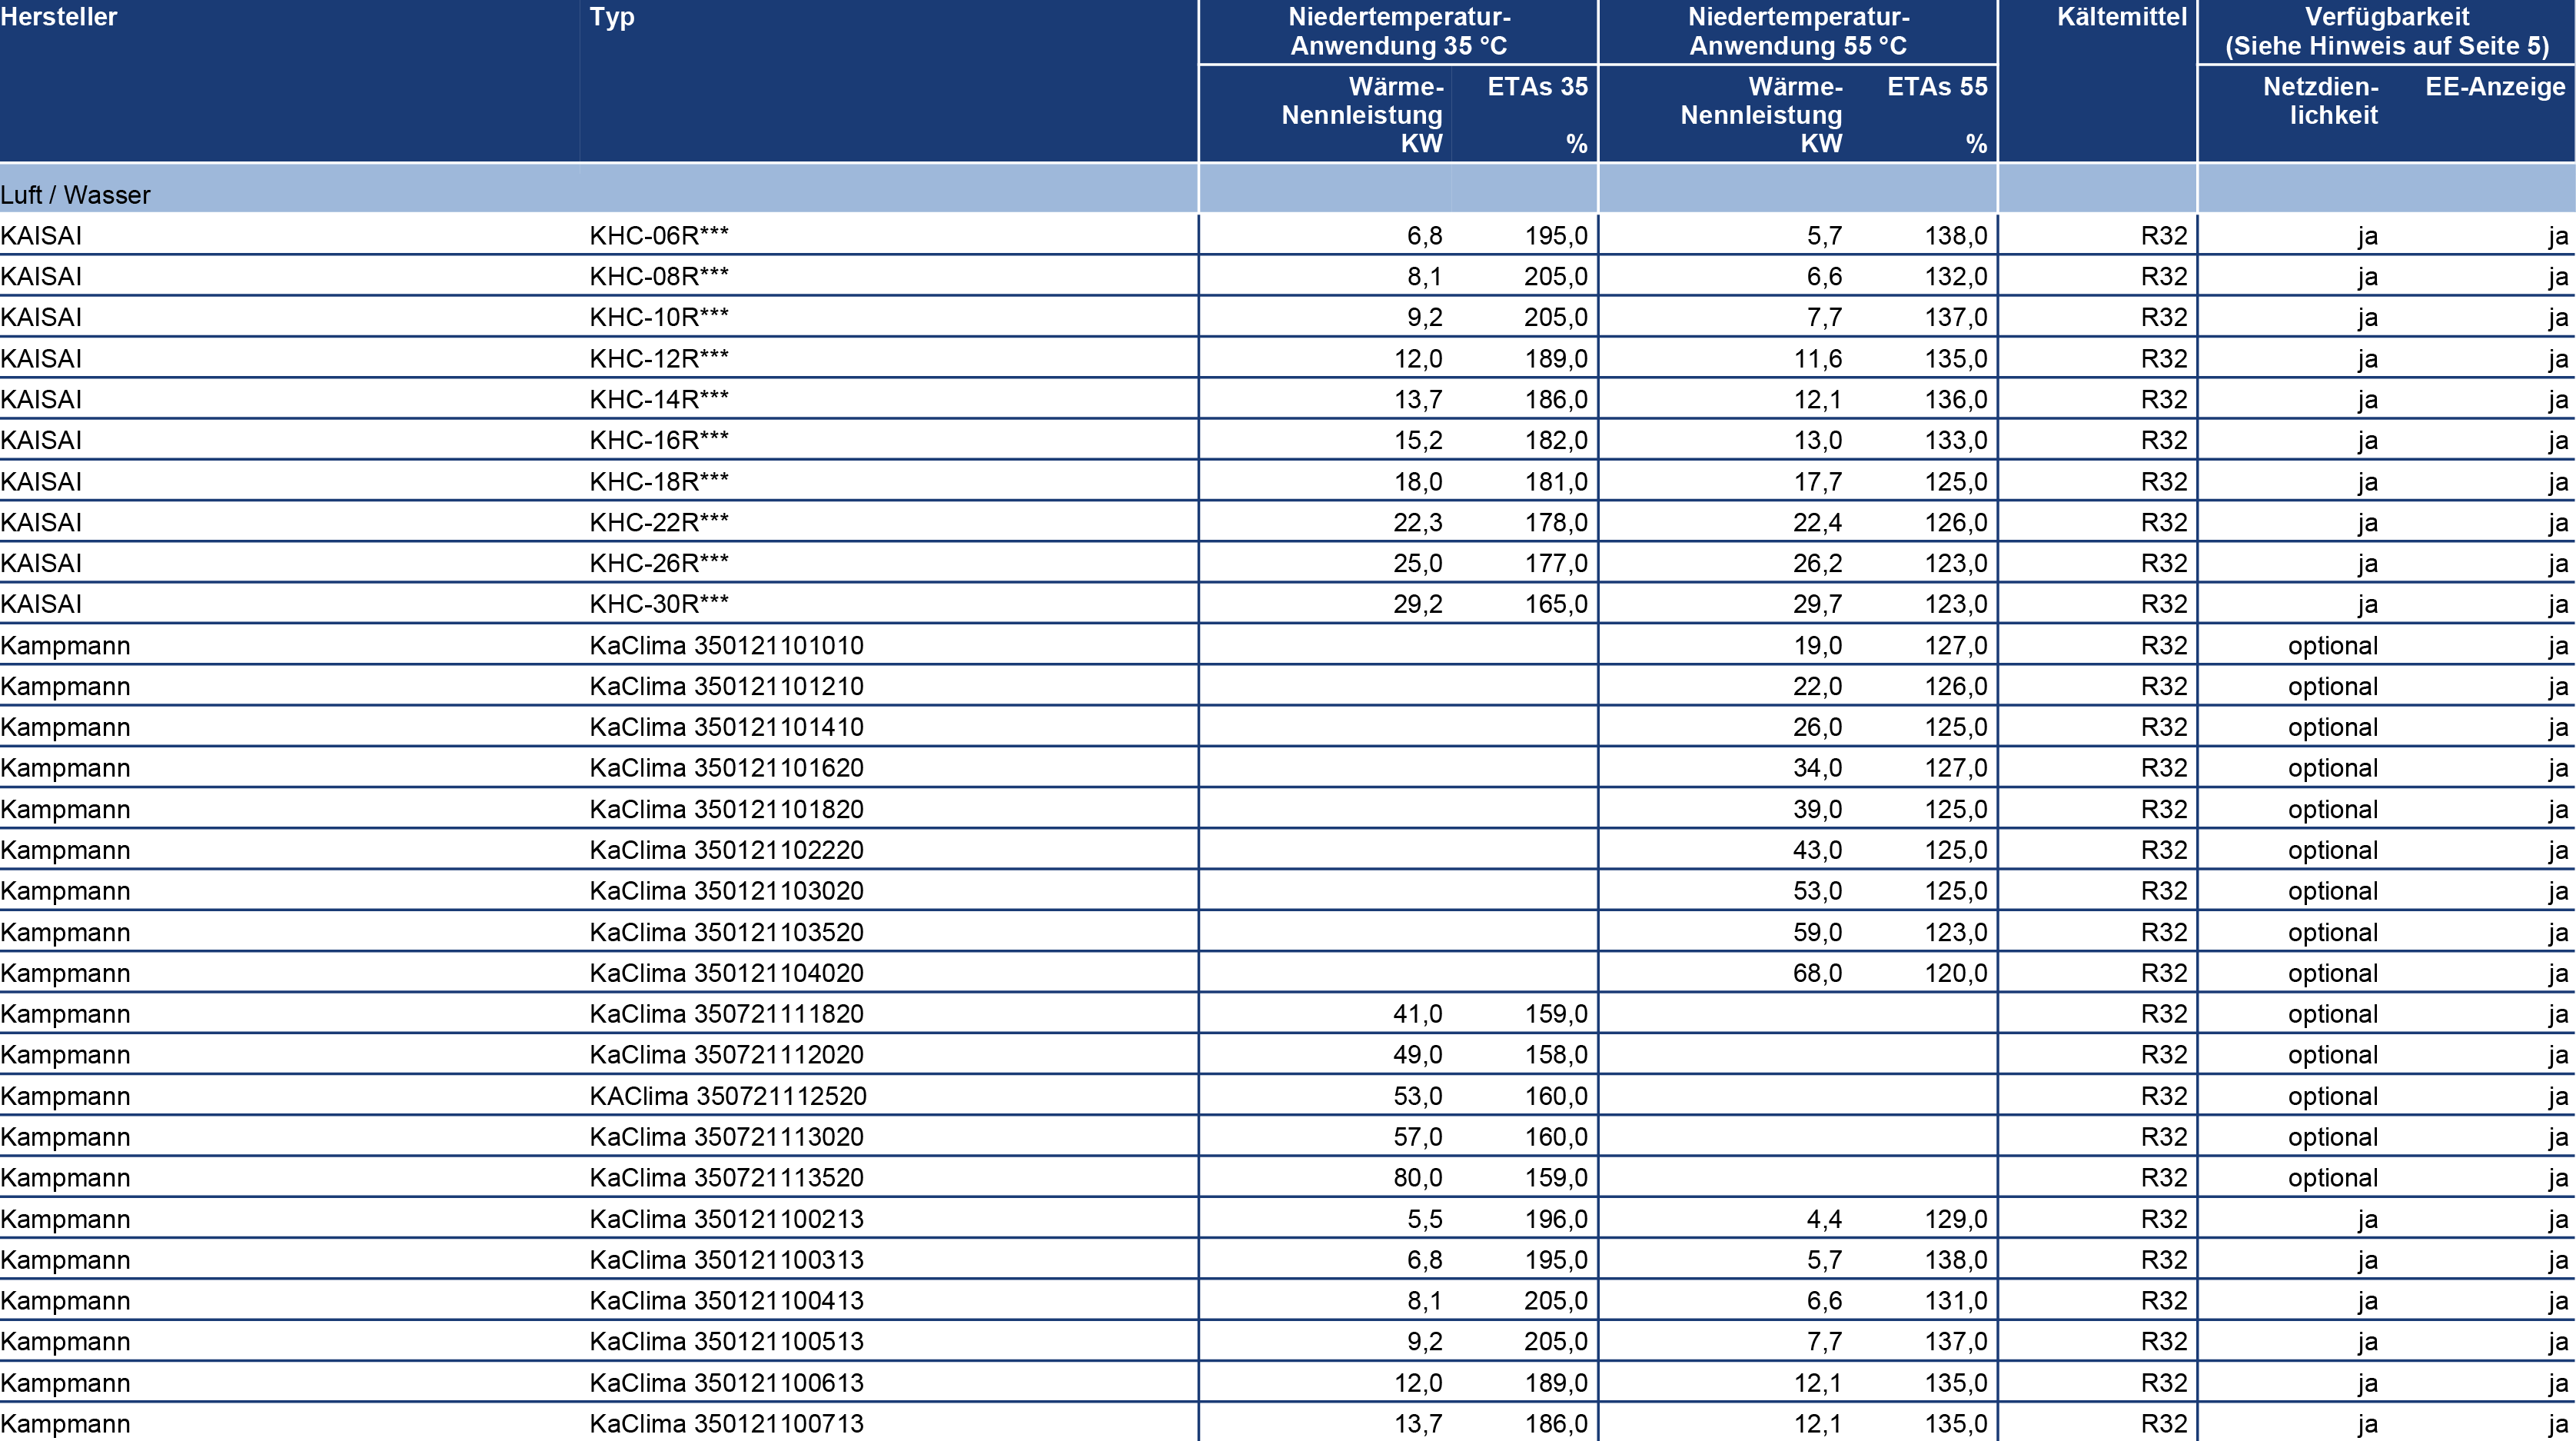 Hersteller Typ Niedertemperatur- Niedertemperatur- Kältemittel Verfügbarkeit
Anwendung 35 °C Anwendung 55 °C (Siehe Hinweis auf Seite 5)
Wärme- ETAs 35 Wärme- ETAs 55 Netzdien- EE-Anzeige
Nennleistung Nennleistung lichkeit
KW % KW %
Luft / Wasser
KAISAI KHC-06R*** 6,8 195,0 5,7 138,0 R32 ja ja
KAISAI KHC-08R*** 8,1 205,0 6,6 132,0 R32 ja ja
KAISAI KHC-10R*** 9,2 205,0 7,7 137,0 R32 ja ja
KAISAI KHC-12R*** 12,0 189,0 11,6 135,0 R32 ja ja
KAISAI KHC-14R*** 13,7 186,0 12,1 136,0 R32 ja ja
KAISAI KHC-16R*** 15,2 182,0 13,0 133,0 R32 ja ja
KAISAI KHC-18R*** 18,0 181,0 17,7 125,0 R32 ja ja
KAISAI KHC-22R*** 22,3 178,0 22,4 126,0 R32 ja ja
KAISAI KHC-26R*** 25,0 177,0 26,2 123,0 R32 ja ja
KAISAI KHC-30R*** 29,2 165,0 29,7 123,0 R32 ja ja
Kampmann KaClima 350121101010 19,0 127,0 R32 optional ja
Kampmann KaClima 350121101210 22,0 126,0 R32 optional ja
Kampmann KaClima 350121101410 26,0 125,0 R32 optional ja
Kampmann KaClima 350121101620 34,0 127,0 R32 optional ja
Kampmann KaClima 350121101820 39,0 125,0 R32 optional ja
Kampmann KaClima 350121102220 43,0 125,0 R32 optional ja
Kampmann KaClima 350121103020 53,0 125,0 R32 optional ja
Kampmann KaClima 350121103520 59,0 123,0 R32 optional ja
Kampmann KaClima 350121104020 68,0 120,0 R32 optional ja
Kampmann KaClima 350721111820 41,0 159,0 R32 optional ja
Kampmann KaClima 350721112020 49,0 158,0 R32 optional ja
Kampmann KAClima 350721112520 53,0 160,0 R32 optional ja
Kampmann KaClima 350721113020 57,0 160,0 R32 optional ja
Kampmann KaClima 350721113520 80,0 159,0 R32 optional ja
Kampmann KaClima 350121100213 5,5 196,0 4,4 129,0 R32 ja ja
Kampmann KaClima 350121100313 6,8 195,0 5,7 138,0 R32 ja ja
Kampmann KaClima 350121100413 8,1 205,0 6,6 131,0 R32 ja ja
Kampmann KaClima 350121100513 9,2 205,0 7,7 137,0 R32 ja ja
Kampmann KaClima 350121100613 12,0 189,0 12,1 135,0 R32 ja ja
Kampmann KaClima 350121100713 13,7 186,0 12,1 135,0 R32 ja ja